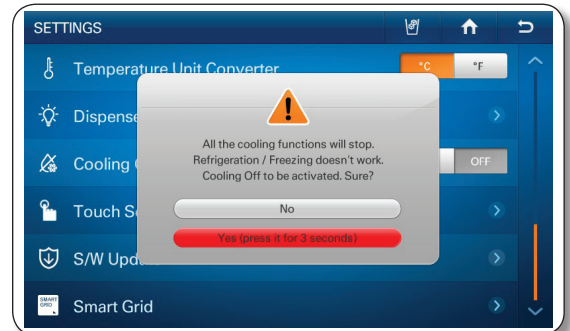 SETTINGS
Temperature Unit Converter
°C
°F
Dispense
Cooling
OFF
Touch S
S/W Upd
SMART GRID
Smart Grid
All the cooling functions will stop.
Refrigeration / Freezing doesn't work.
Cooling Off to be activated. Sure?
No
Yes (press it for 3 seconds)